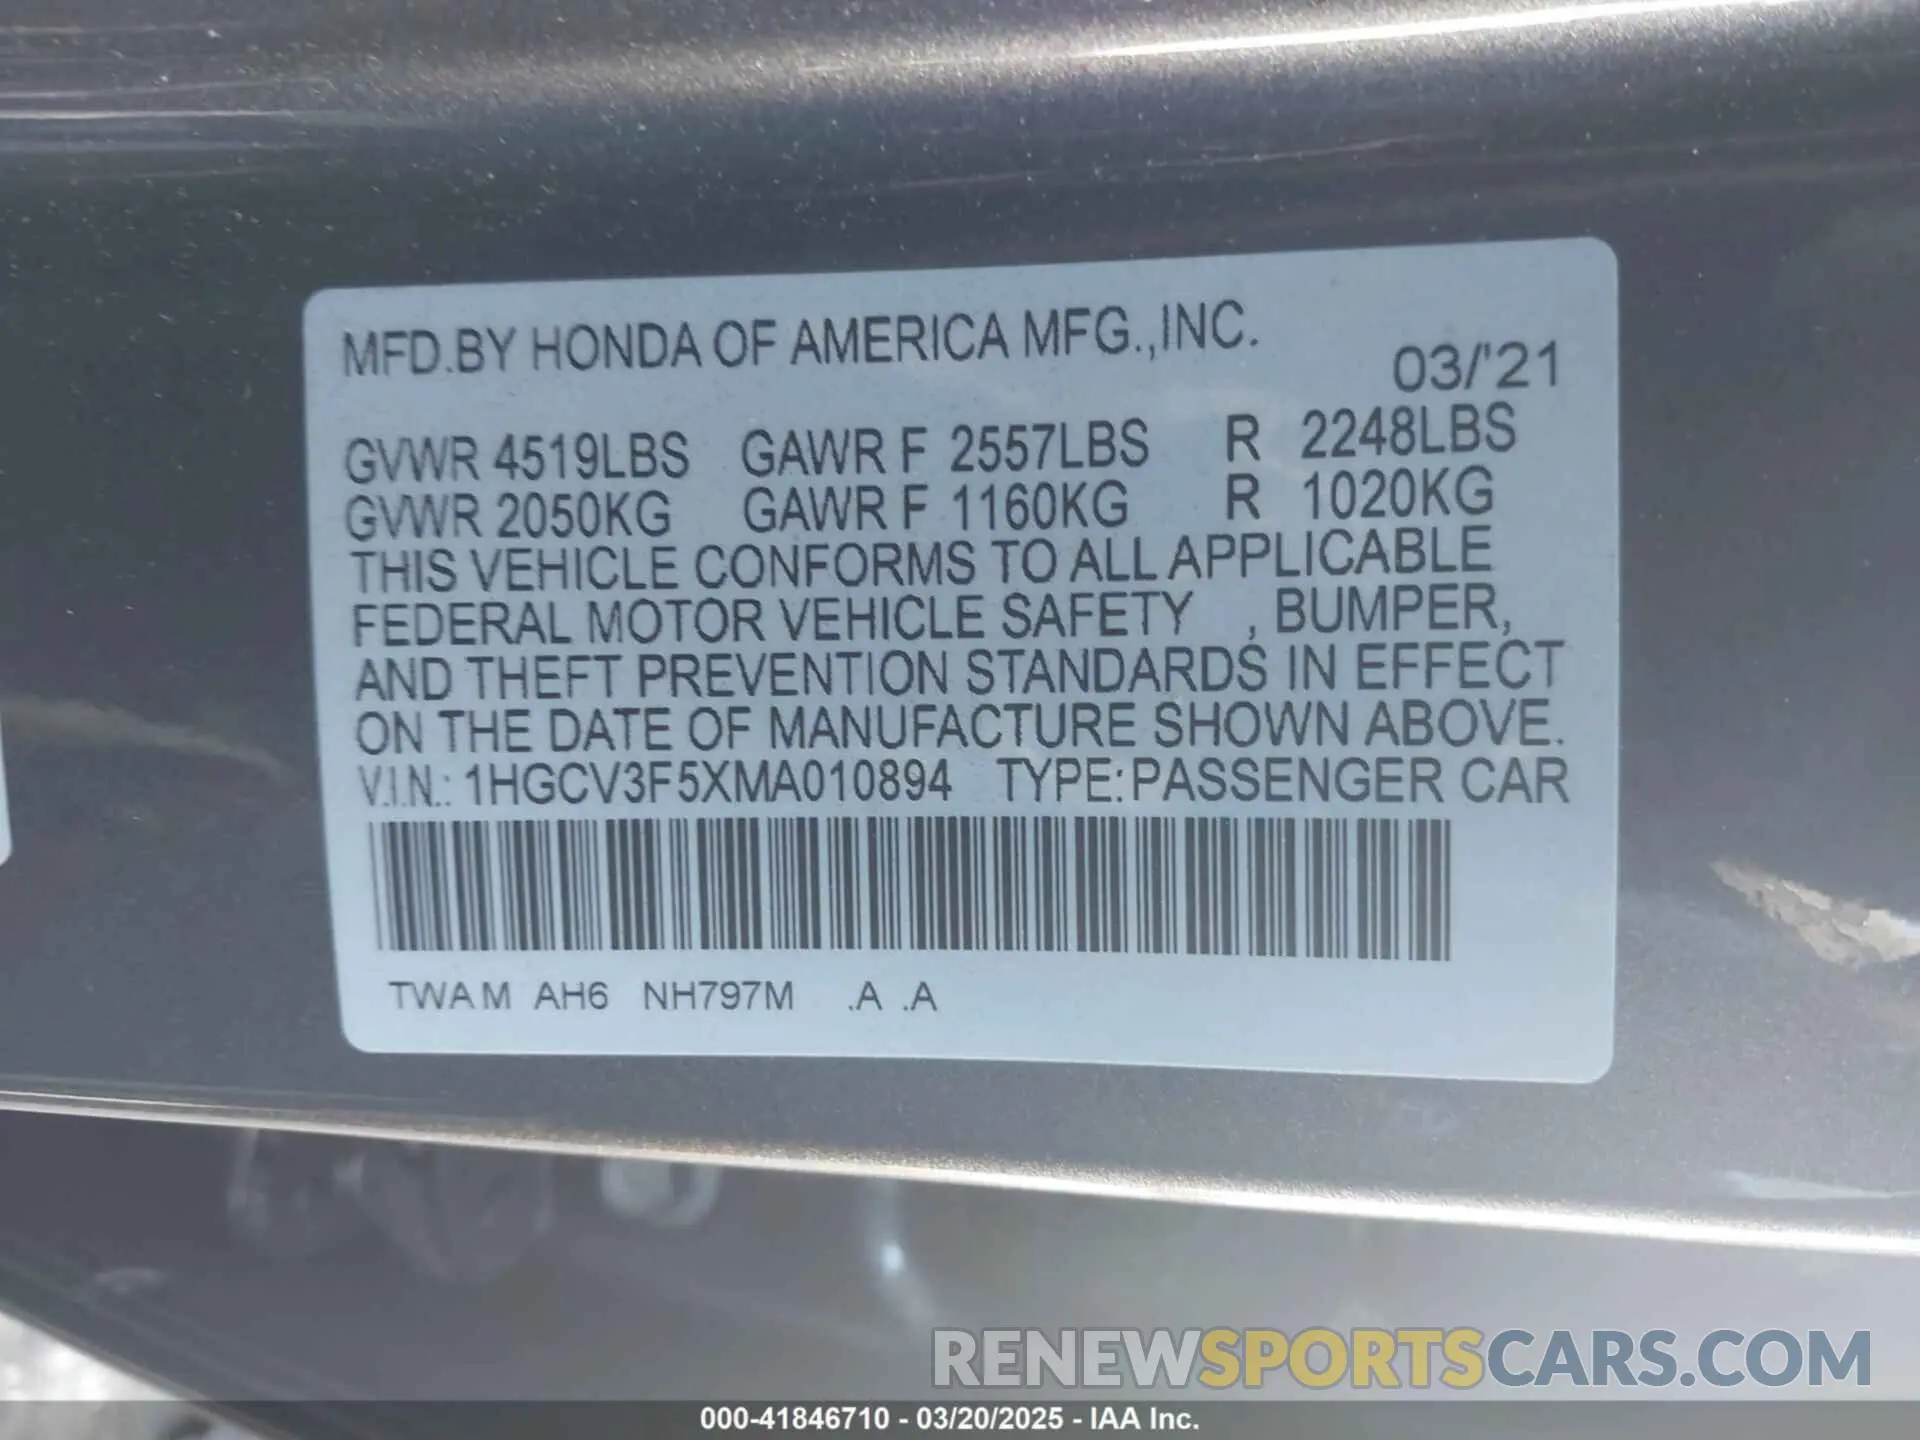 MFD.BY HONDA OF AMERICA MFG.,INC.
03/'21
GVWR 4519LBS GAWR F 2557LBS R 2248LBS
GVWR 2050KG GAWR F 1160KG R 1020KG
THIS VEHICLE CONFORMS TO ALL APPLICABLE
FEDERAL MOTOR VEHICLE SAFETY , BUMPER,
AND THEFT PREVENTION STANDARDS IN EFFECT
ON THE DATE OF MANUFACTURE SHOWN ABOVE.
V.I.N.: 1HGCV3F5XMA010894 TYPE:PASSENGER CAR
TWAM AH6 NH797M .A .A
RENEWSPORTSCARS.COM
000-41846710 - 03/20/2025 - IAA Inc.